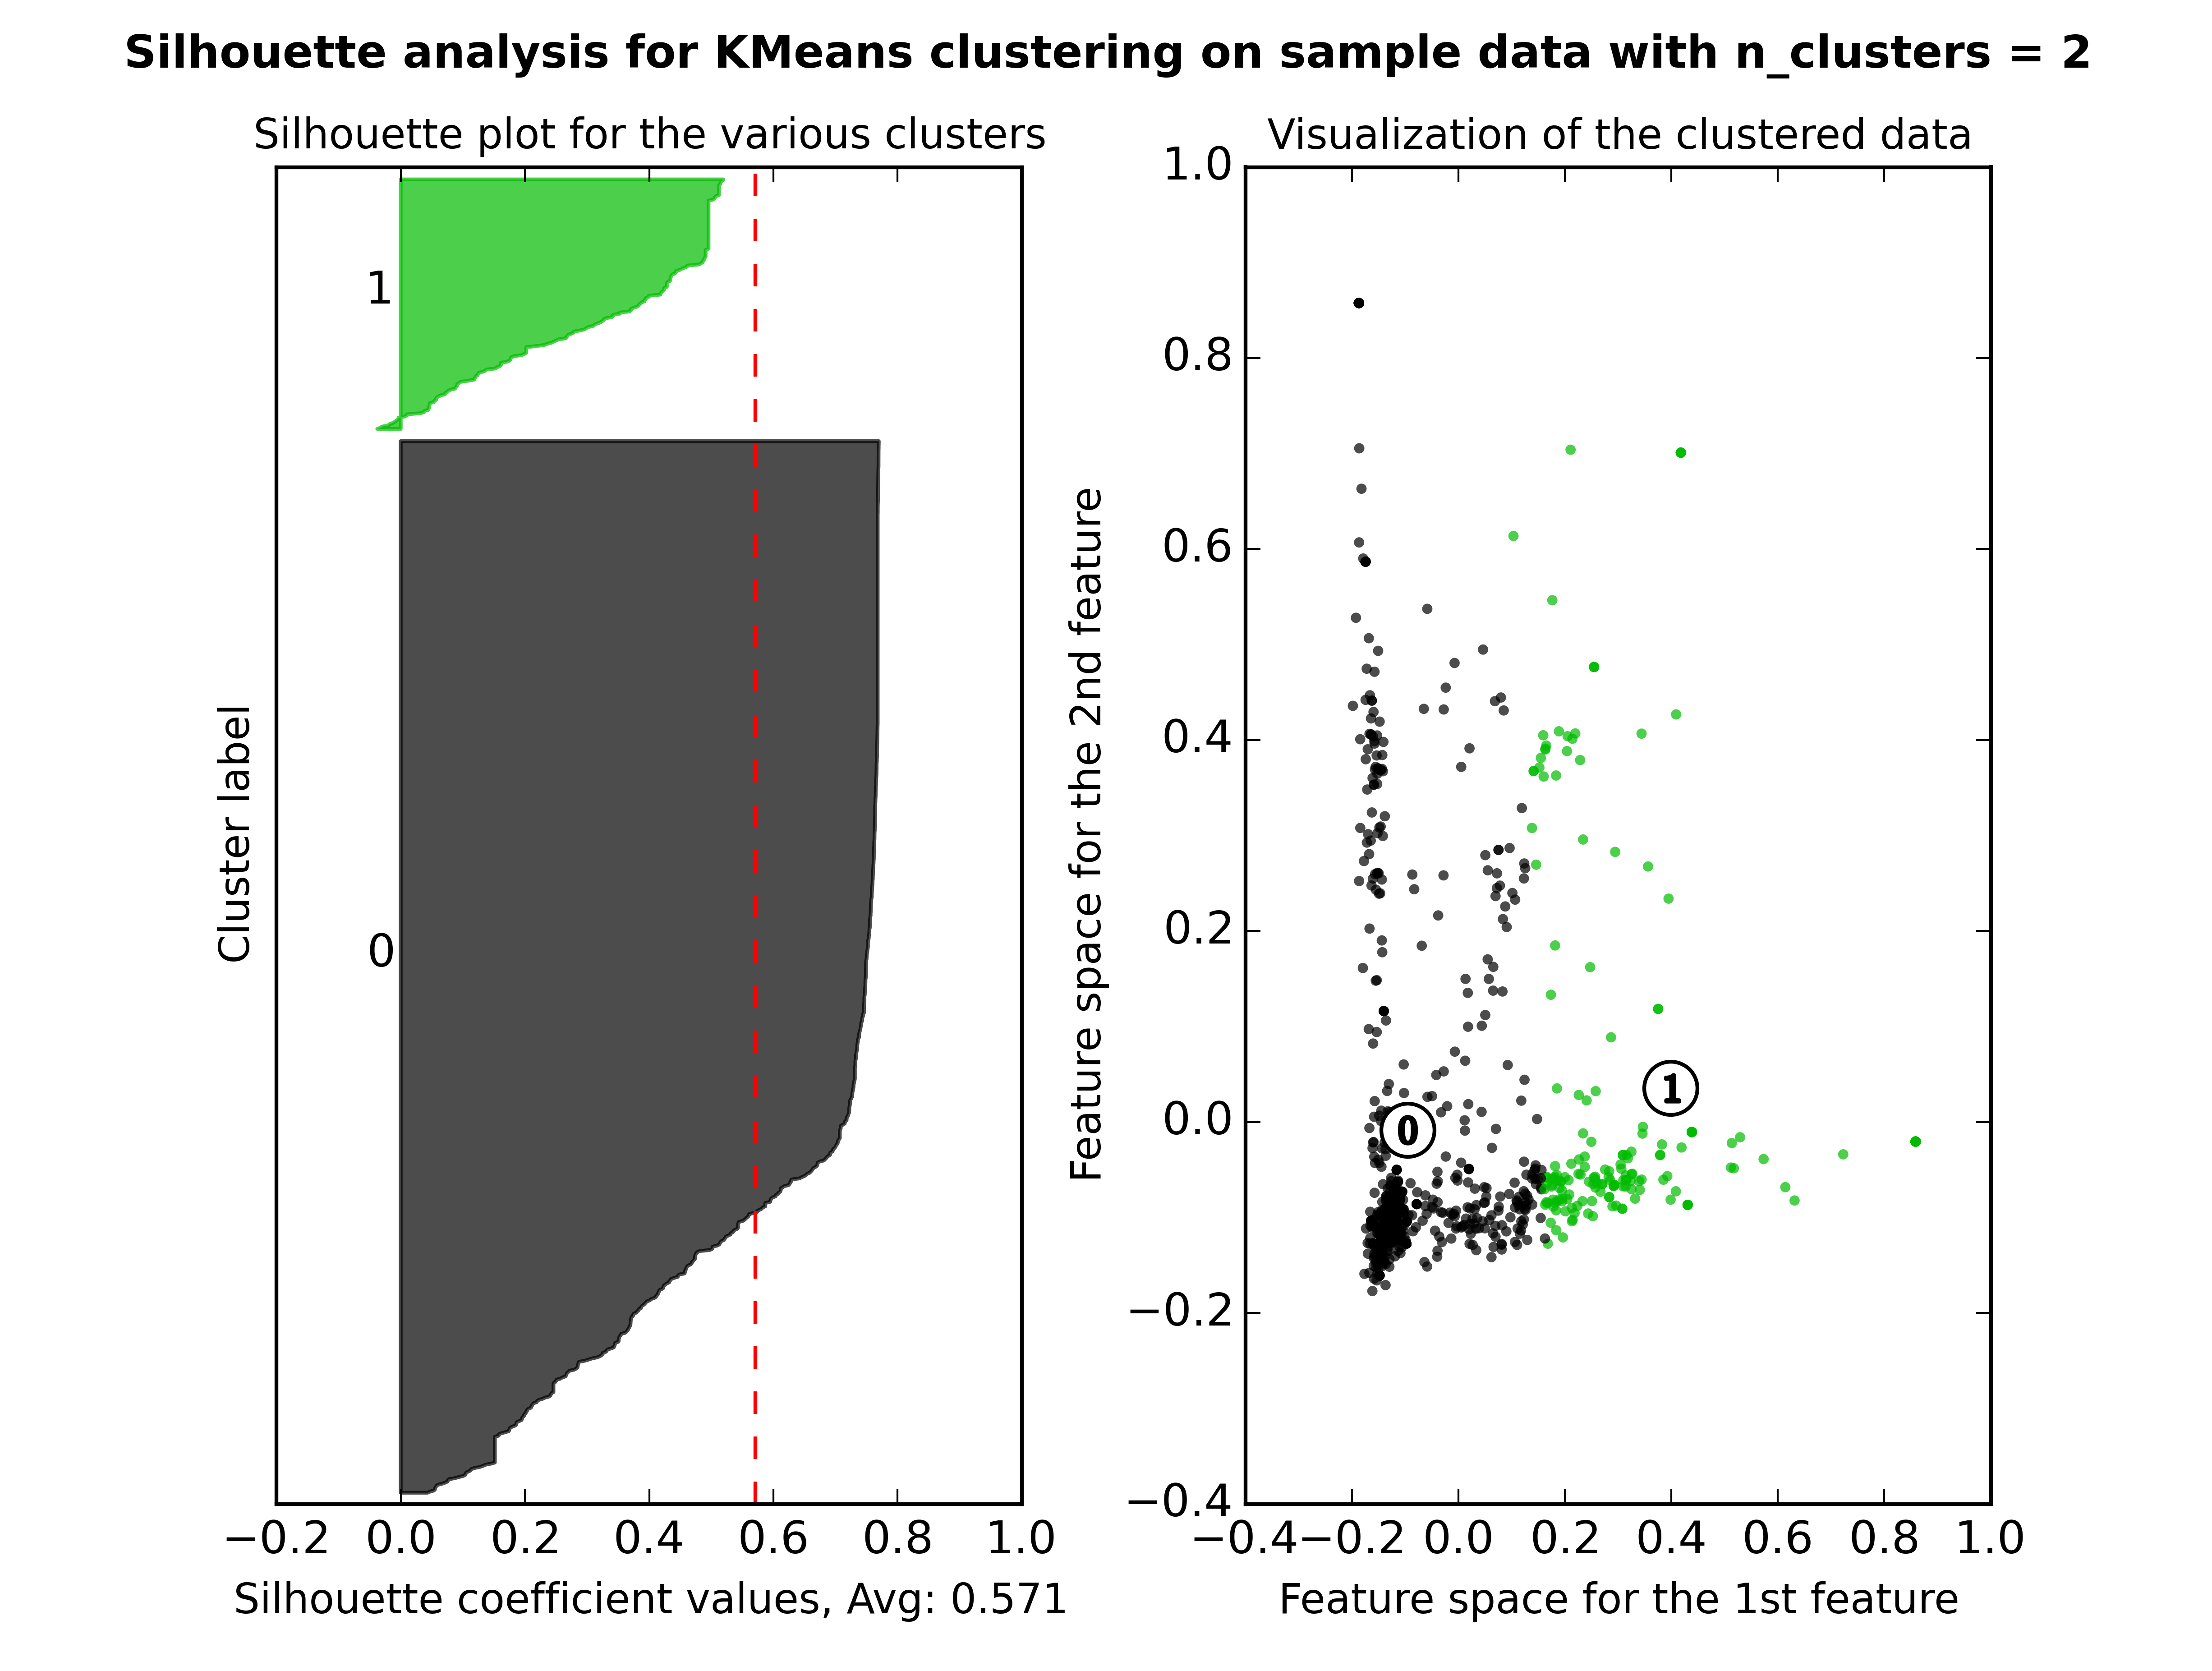 Silhouette analysis for KMeans clustering on sample data with n_clusters = 2
Silhouette plot for the various clusters
1
0
Cluster label
−0.2 0.0 0.2 0.4 0.6 0.8 1.0
Silhouette coefficient values, Avg: 0.571
Visualization of the clustered data
1.0
0.8
0.6
0.4
0.2
0.0
−0.2
−0.4
Feature space for the 2nd feature
1
0
−0.4 −0.2 0.0 0.2 0.4 0.6 0.8 1.0
Feature space for the 1st feature